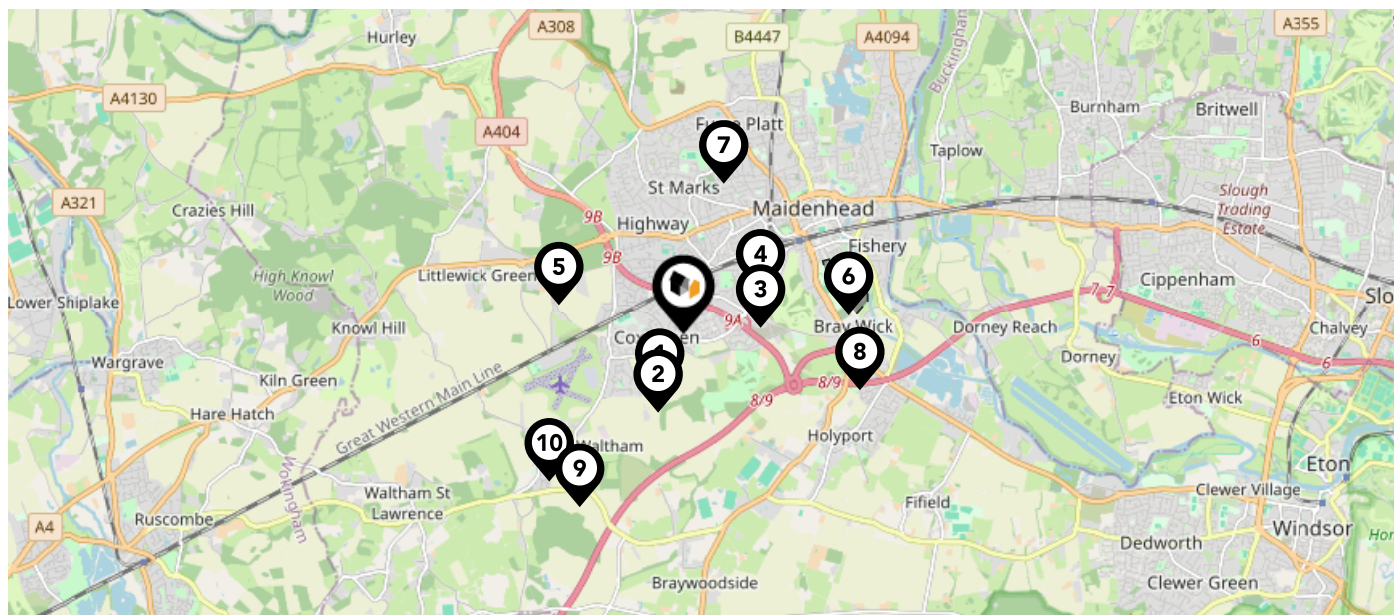 A308
B4447
A4094
A355
Hurley
Buckingham
A4130
Burnham
Britwell
Platt
A404
7
Taplow
St Marks
A321
Slough
Trading
Estate
Crazies Hill
9B
Maidenhead
Highway
4
Fishery
9B
5
High Knowl
Wood
Littlewick Green
6
Cippenham
3
7
7
Lower Shiplake
Slo
Knowl Hill
9A
Bray Wick
Dorney Reach
Chalvey
6
8
Dorney
6
Wargrave
2
Kiln Green
8/9
8/9
Eton Wick
Great Western Main Line
Hare Hatch
10
Waltham
Holyport
9
Eton
Wokingham
Waltham St
Lawrence
Clewer Village
Fifield
A4
Ruscombe
Windsor
Dedworth
Braywoodside
Clewer Green